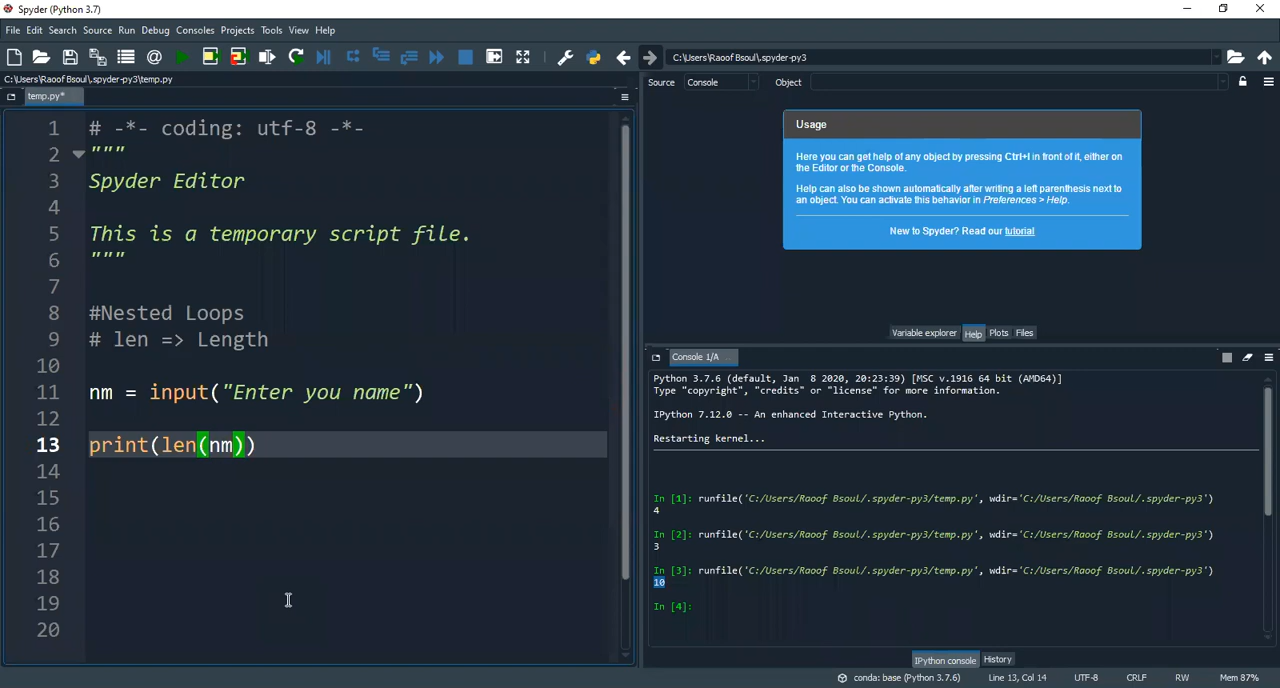 Spyder (Python 3.7)
File Edit Search Source Run Debug Consoles Projects Tools View Help
C:\Users\Raoof Bsoul\.spyder-py3
C:\Users\Raoof Bsoul\.spyder-py3\temp.py
temp.py*
Source Console Object
1 # -*- coding: utf-8 -*-
2 """
3 Spyder Editor
4
5 This is a temporary script file.
6 """
7
8 #Nested Loops
9 # len => Length
10
11 nm = input("Enter you name")
12
13 print(len(nm))
14
15
16
17
18
19
20
Usage
Here you can get help of any object by pressing Ctrl+I in front of it, either on
the Editor or the Console.
Help can also be shown automatically after writing a left parenthesis next to
an object. You can activate this behavior in Preferences > Help.
New to Spyder? Read our tutorial
Variable explorer Help Plots Files
Console 1/A
Python 3.7.6 (default, Jan  8 2020, 20:23:39) [MSC v.1916 64 bit (AMD64)]
Type "copyright", "credits" or "license" for more information.
IPython 7.12.0 -- An enhanced Interactive Python.
Restarting kernel...
In [1]: runfile('C:/Users/Raoof Bsoul/.spyder-py3/temp.py', wdir='C:/Users/Raoof Bsoul/.spyder-py3')
4
In [2]: runfile('C:/Users/Raoof Bsoul/.spyder-py3/temp.py', wdir='C:/Users/Raoof Bsoul/.spyder-py3')
3
In [3]: runfile('C:/Users/Raoof Bsoul/.spyder-py3/temp.py', wdir='C:/Users/Raoof Bsoul/.spyder-py3')
10
In [4]:
IPython console History
conda: base (Python 3.7.6) Line 13, Col 14 UTF-8 CRLF RW Mem 87%